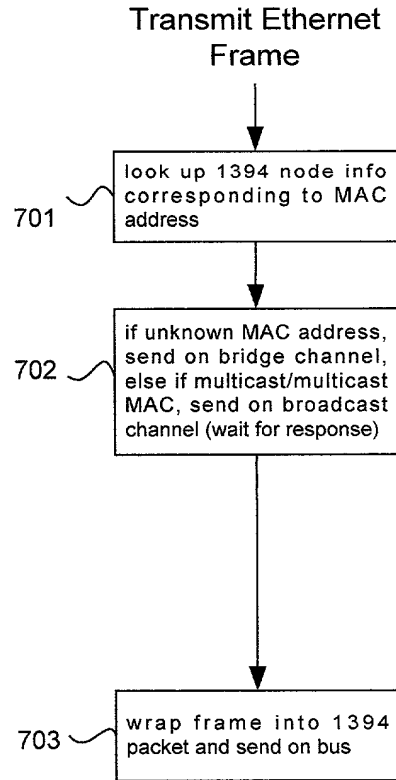 Transmit Ethernet
Frame
look up 1394 node info
corresponding to MAC
address
701
if unknown MAC address,
send on bridge channel,
else if multicast/multicast
MAC, send on broadcast
channel (wait for response)
702
wrap frame into 1394
packet and send on bus
703